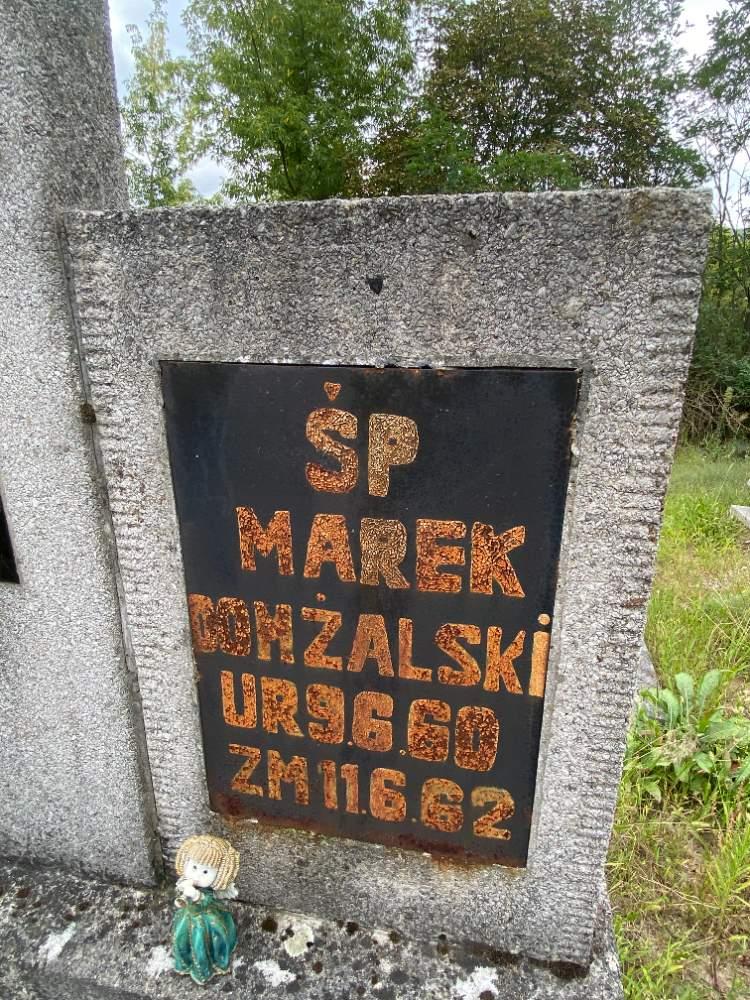 ŚP
MAREK
DOMŻALSKI
UR 9.6.60
ZM 11.6.62